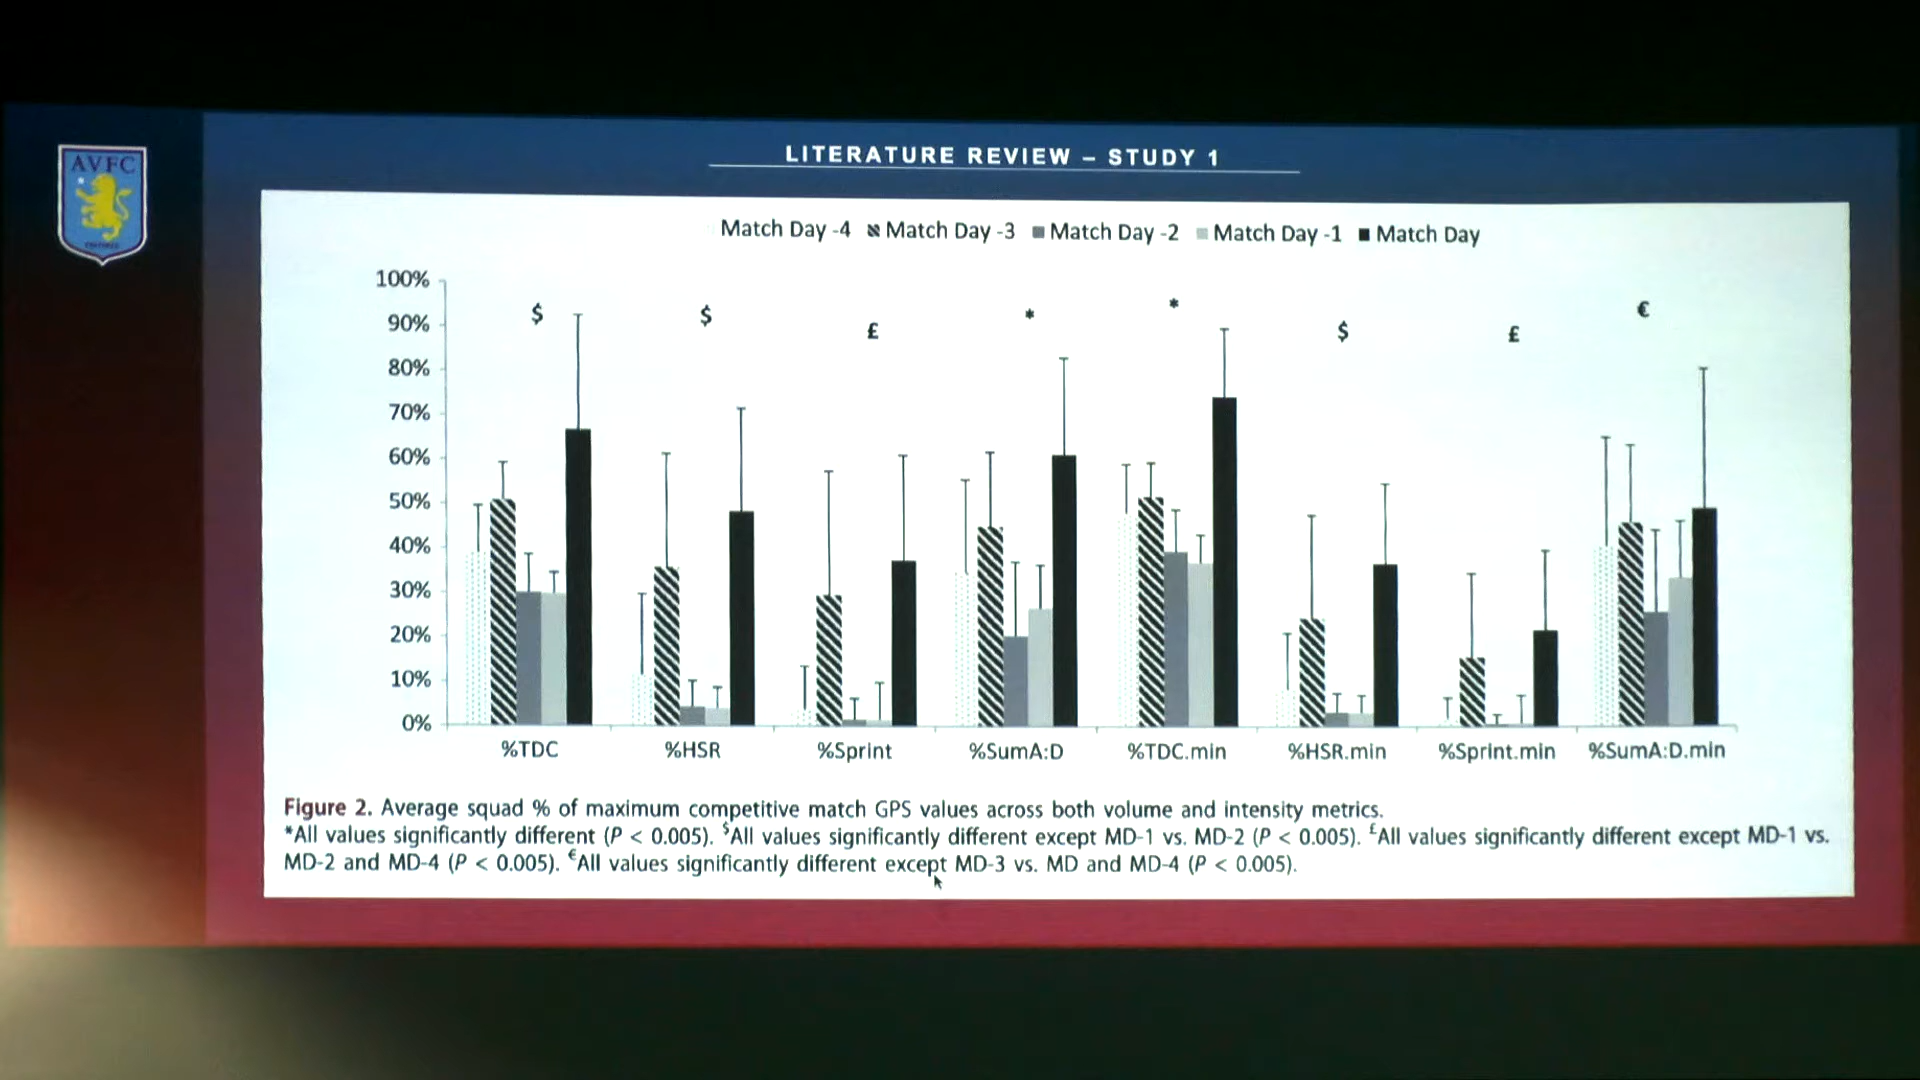 AVFC
LITERATURE REVIEW – STUDY 1
Match Day -4 Match Day -3 Match Day -2 Match Day -1 Match Day
100%
90%
80%
70%
60%
50%
40%
30%
20%
10%
0%
$ $ £ * * $ £ €
%TDC %HSR %Sprint %SumA:D %TDC.min %HSR.min %Sprint.min %SumA:D.min
Figure 2. Average squad % of maximum competitive match GPS values across both volume and intensity metrics.
*All values significantly different (P < 0.005). $All values significantly different except MD-1 vs. MD-2 (P < 0.005). £All values significantly different except MD-1 vs.
MD-2 and MD-4 (P < 0.005). €All values significantly different except MD-3 vs. MD and MD-4 (P < 0.005).